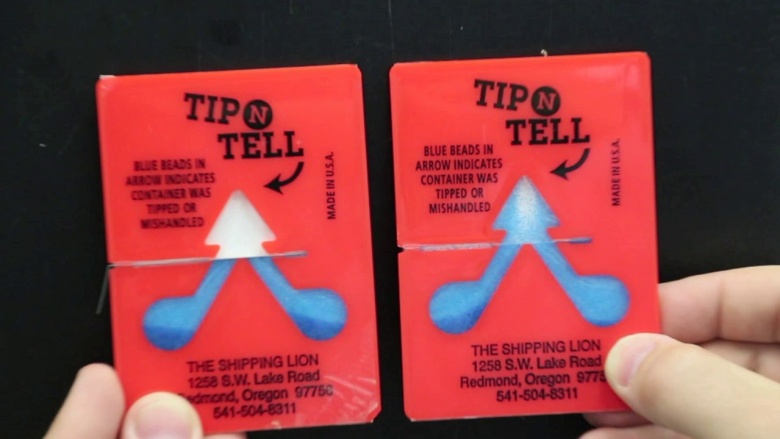 TIP N
TELL
BLUE BEADS IN
ARROW INDICATES
CONTAINER WAS
TIPPED OR
MISHANDLED
MADE IN U.S.A.
THE SHIPPING LION
1258 S.W. Lake Road
Redmond, Oregon 97756
541-504-8311
TIP N
TELL
BLUE BEADS IN
ARROW INDICATES
CONTAINER WAS
TIPPED OR
MISHANDLED
MADE IN U.S.A.
THE SHIPPING LION
1258 S.W. Lake Road
Redmond, Oregon
541-504-8311